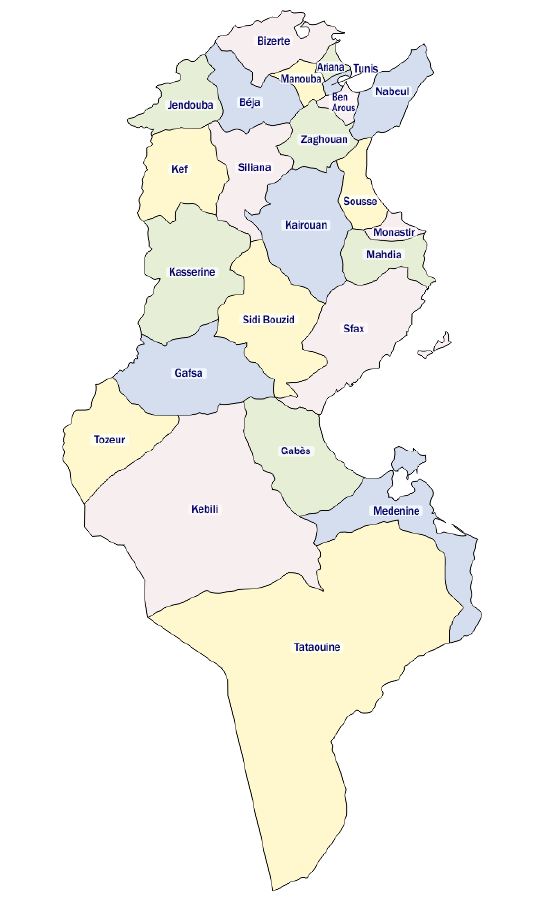 Bizerte
Ariana
Tunis
Manouba
Nabeul
Béja
Ben
Arous
Jendouba
Zaghouan
Kef
Siliana
Sousse
Kairouan
Monastir
Mahdia
Kasserine
Sidi Bouzid
Sfax
Gafsa
Tozeur
Gabès
Kebili
Medenine
Tataouine